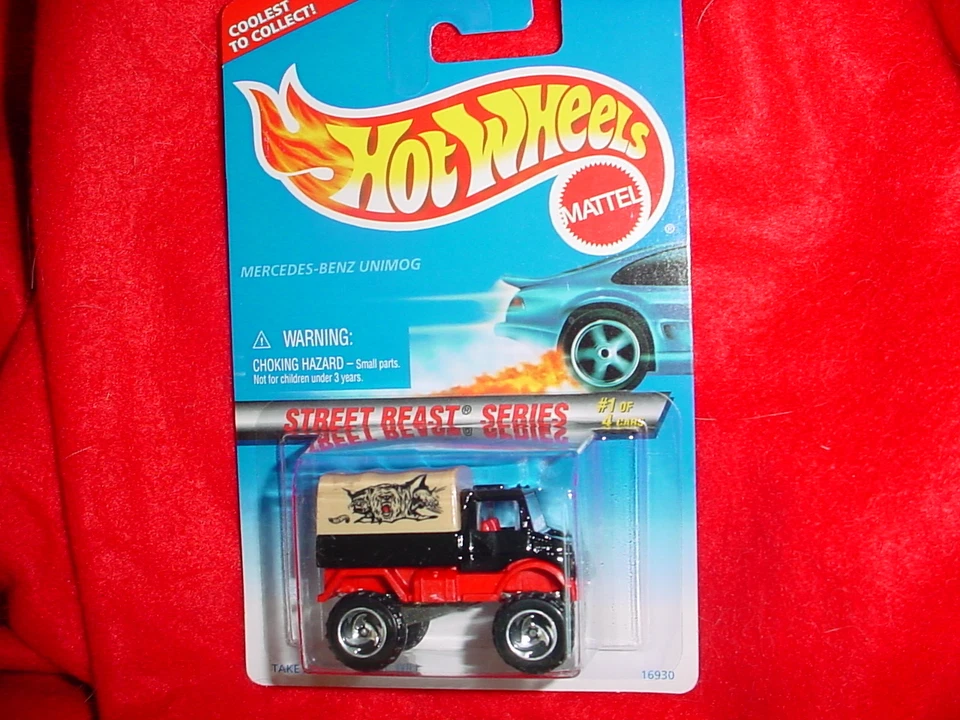 COOLEST
TO COLLECT!
HOT WHEELS
MATTEL
®
MERCEDES-BENZ UNIMOG
⚠ WARNING:
CHOKING HAZARD – Small parts.
Not for children under 3 years.
STREET BEAST® SERIES
#1 OF
4 CARS
TAKE
16930